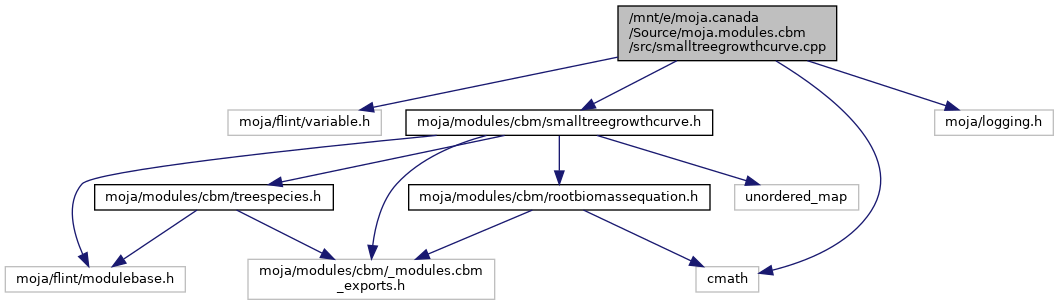 /mnt/e/moja.canada
/Source/moja.modules.cbm
/src/smalltreegrowthcurve.cpp
moja/flint/variable.h
moja/modules/cbm/smalltreegrowthcurve.h
moja/logging.h
moja/modules/cbm/treespecies.h
moja/modules/cbm/rootbiomassequation.h
unordered_map
moja/flint/modulebase.h
moja/modules/cbm/_modules.cbm
_exports.h
cmath